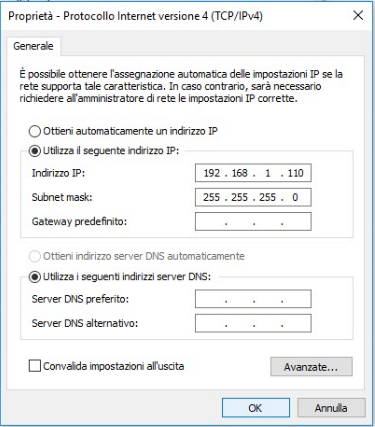 Proprietà - Protocollo Internet versione 4 (TCP/IPv4)
Generale
È possibile ottenere l'assegnazione automatica delle impostazioni IP se la
rete supporta tale caratteristica. In caso contrario, sarà necessario
richiedere all'amministratore di rete le impostazioni IP corrette.
Ottieni automaticamente un indirizzo IP
Utilizza il seguente indirizzo IP:
Indirizzo IP: 192 . 168 . 1 . 110
Subnet mask: 255 . 255 . 255 . 0
Gateway predefinito: . . .
Ottieni indirizzo server DNS automaticamente
Utilizza i seguenti indirizzi server DNS:
Server DNS preferito: . . .
Server DNS alternativo: . . .
Convalida impostazioni all'uscita
Avanzate...
OK Annulla